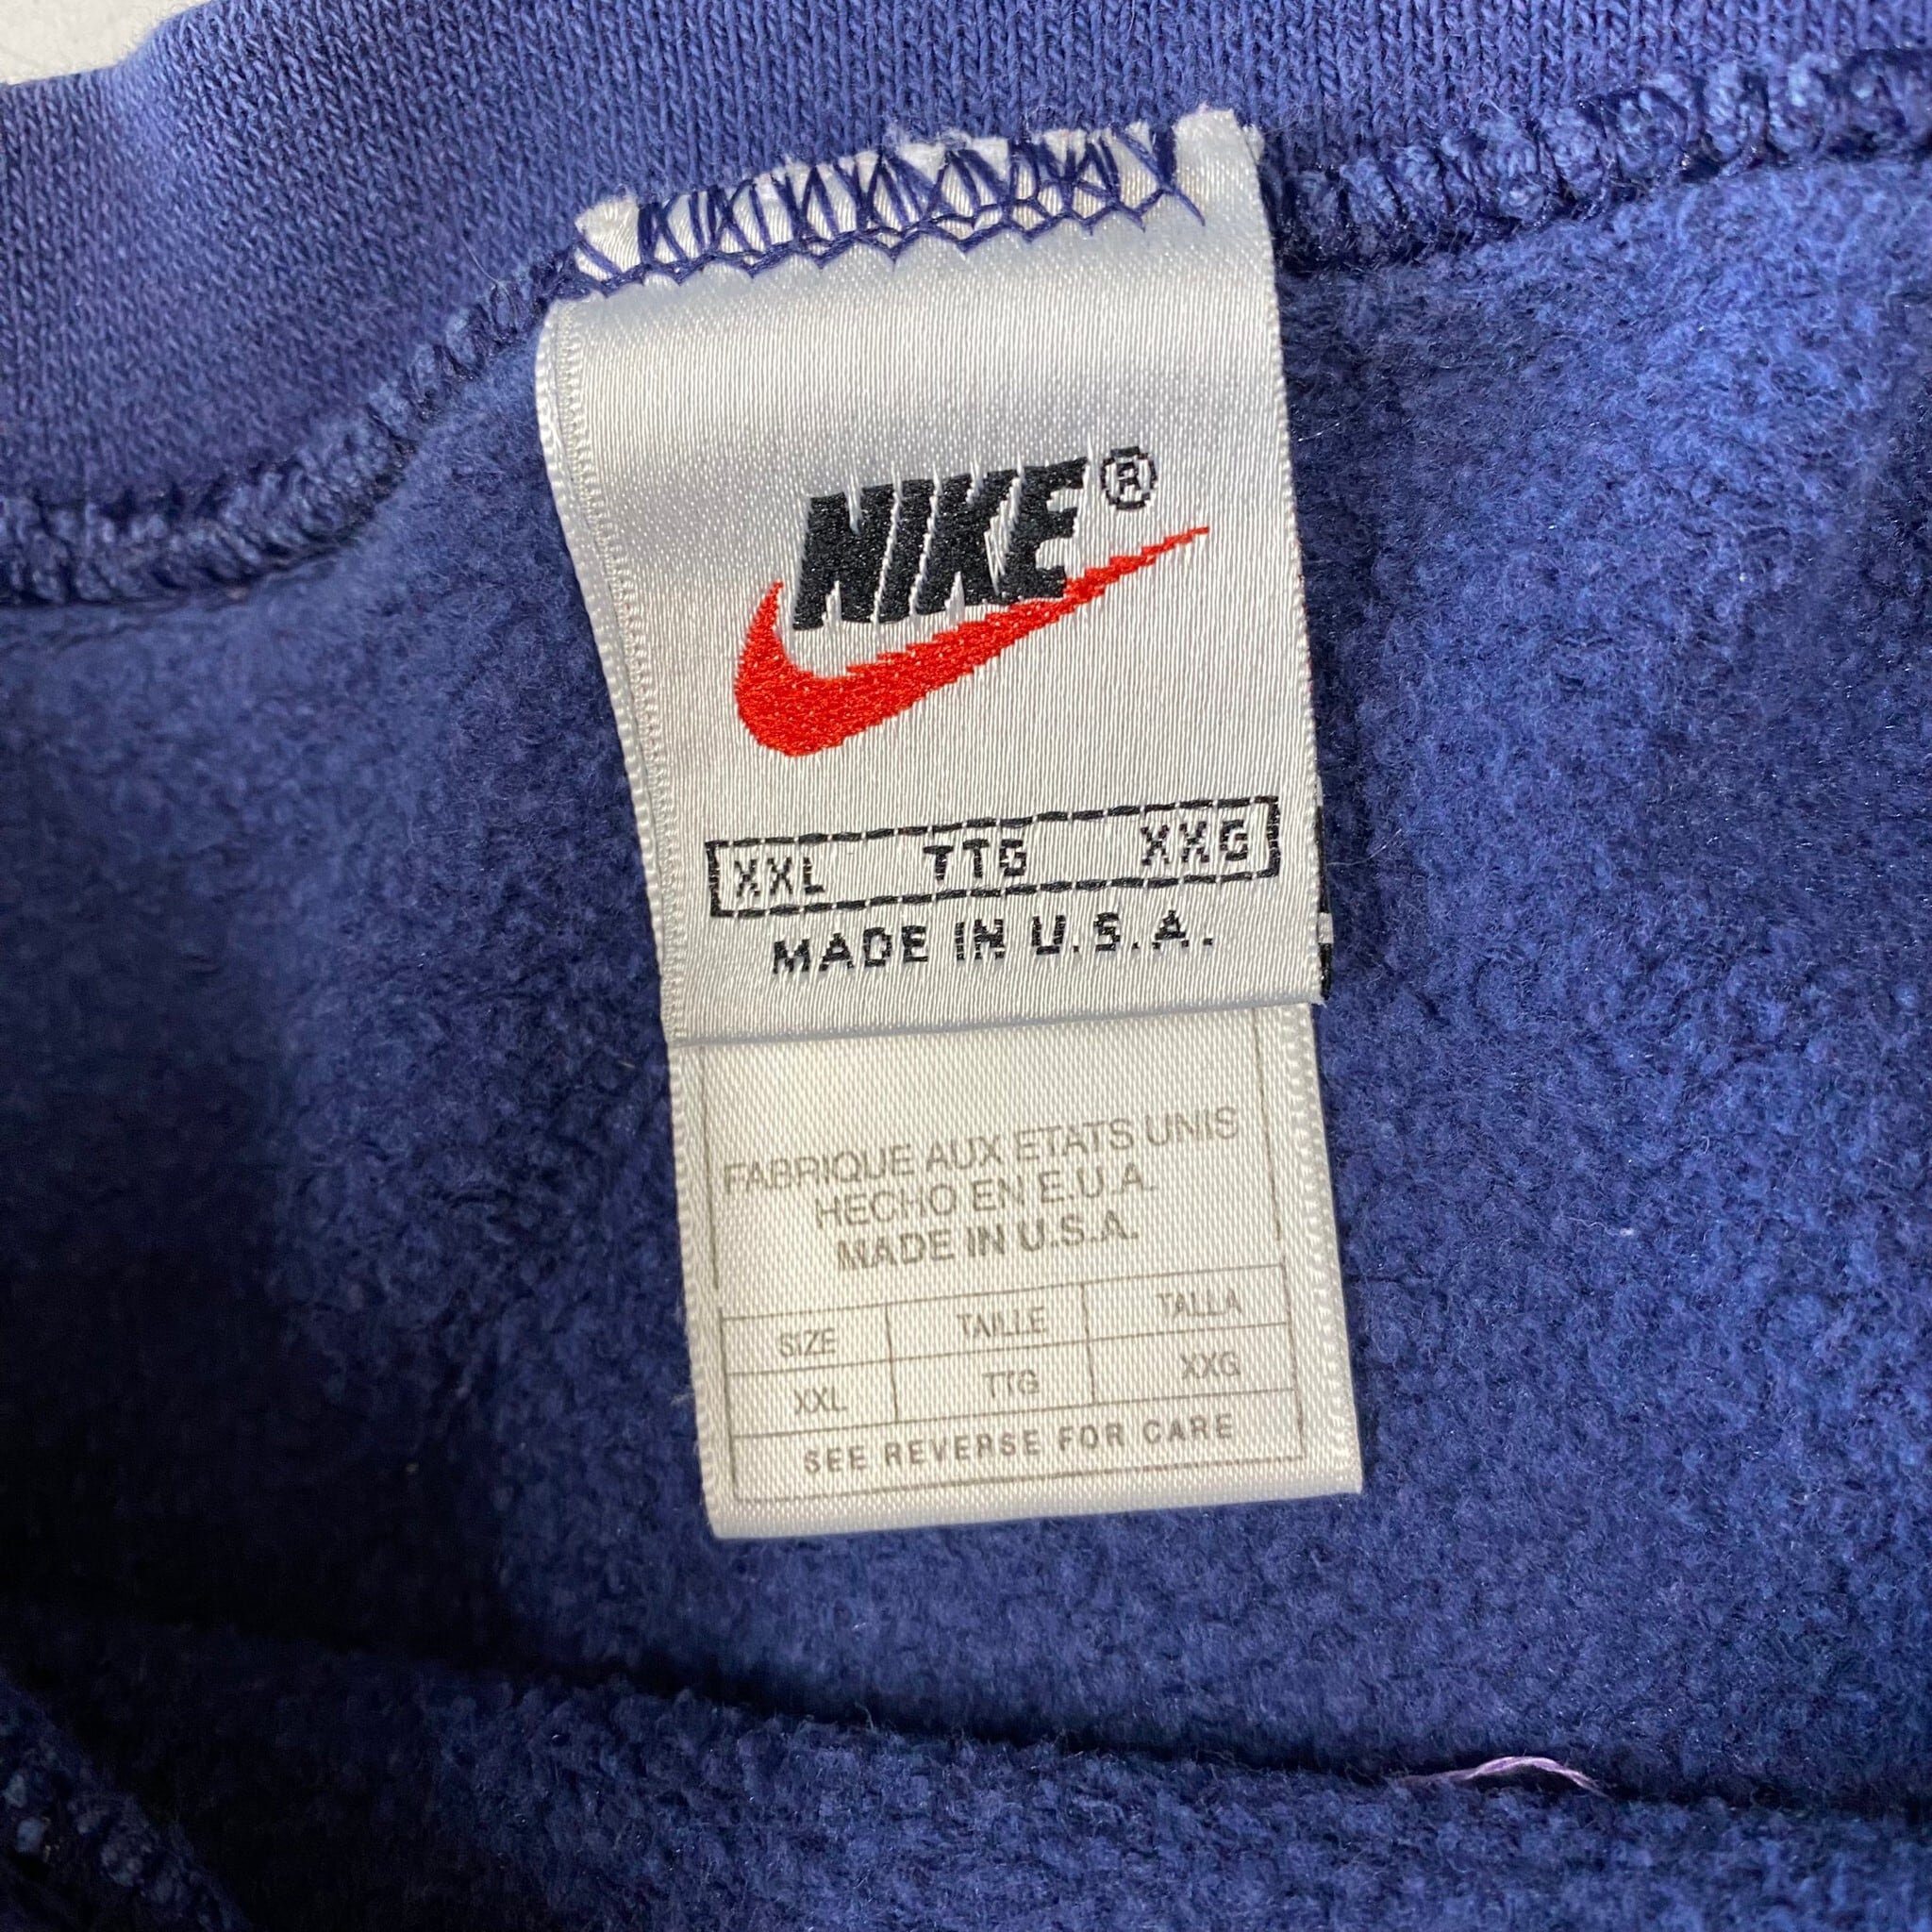 NIKE®
XXL TTG XXG
MADE IN U.S.A.
FABRIQUE AUX ETATS UNIS
HECHO EN E.U.A.
MADE IN U.S.A.
SIZE TAILLE TALLA
XXL TTG XXG
SEE REVERSE FOR CARE